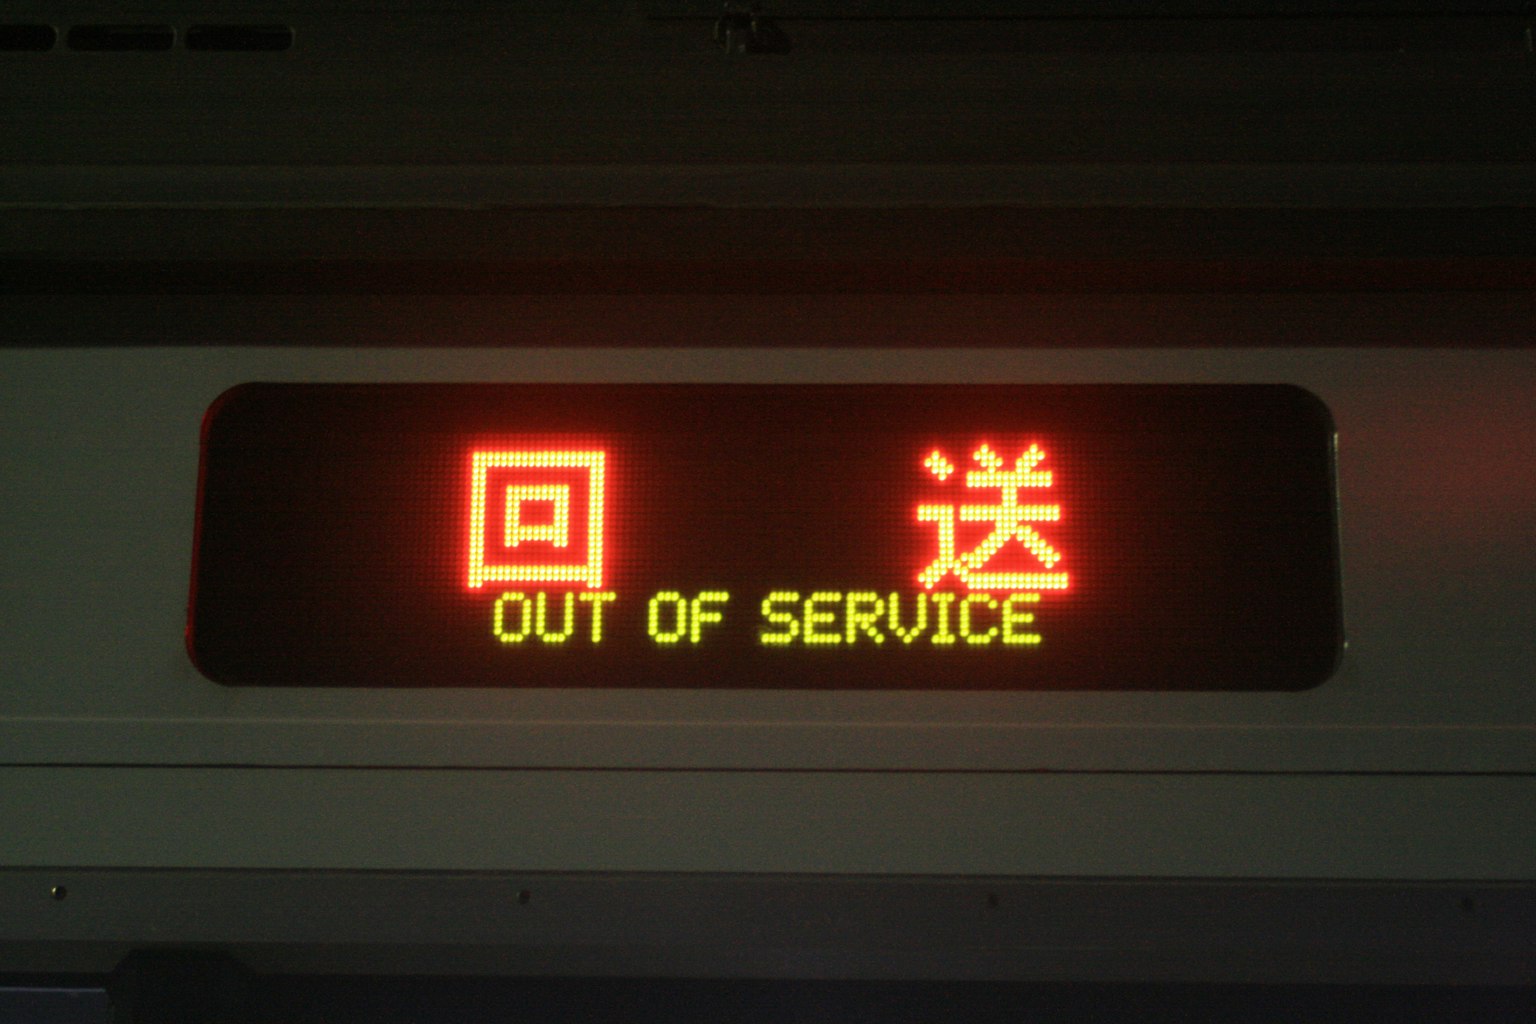 回送
OUT OF SERVICE